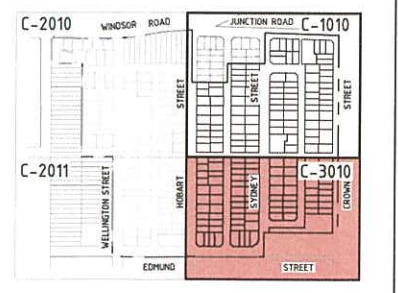 C-2010
WINDSOR ROAD
JUNCTION ROAD
C-1010
STREET
STREET
STREET
C-2011
C-3010
WELLINGTON STREET
HOBART
SYDNEY
CROWN
EDMUND
STREET